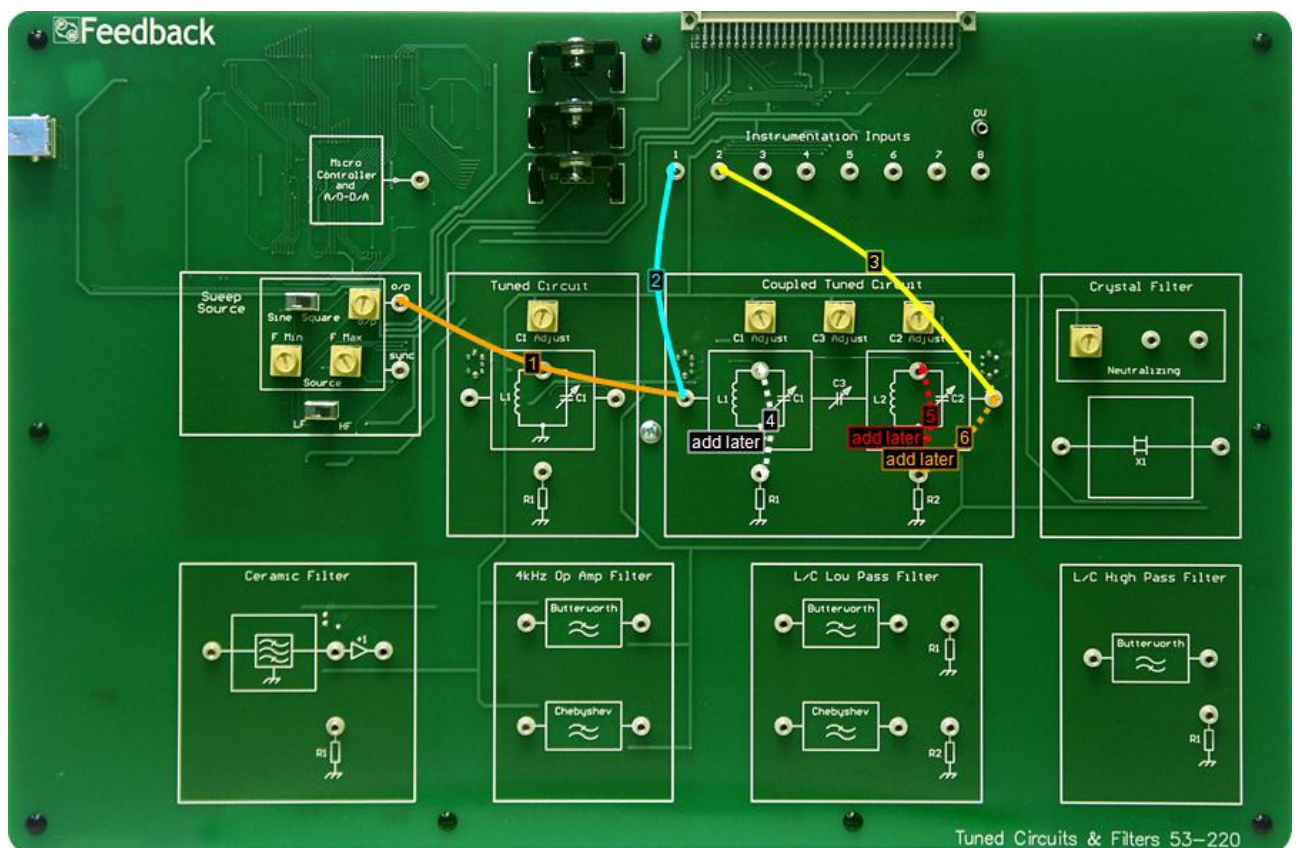 Feedback
0V
Instrumentation Inputs
1 2 3 4 5 6 7 8
Micro
Controller
and
A/D-D/A
Sweep
Source
o/p
Sine Square
o/p
F Min F Max
sync
Source
LF HF
Tuned Circuit
C1 Adjust
L1
C1
R1
Coupled Tuned Circuit
C1 Adjust
C3 Adjust
C2 Adjust
L1
C1
C3
L2
C2
R1
R2
Crystal Filter
Neutralizing
X1
1
2
3
4
5
6
add later
add later
add later
Ceramic Filter
+1
R1
4kHz Op Amp Filter
Butterworth
Chebyshev
L/C Low Pass Filter
Butterworth
R1
Chebyshev
R2
L/C High Pass Filter
Butterworth
R1
Tuned Circuits & Filters 53-220